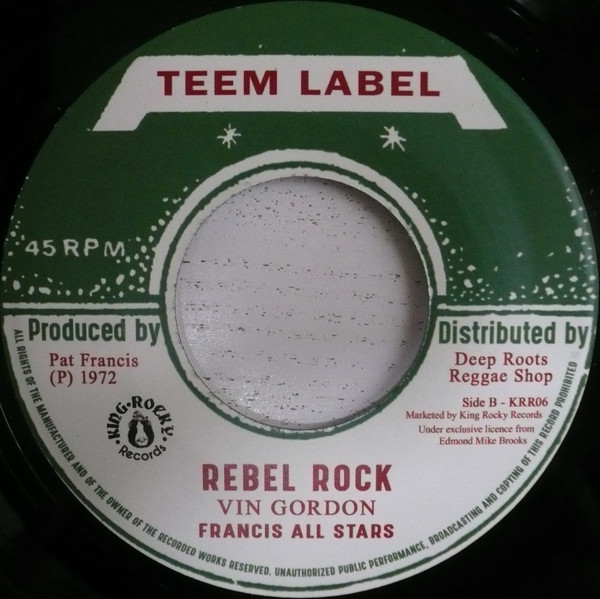 TEEM LABEL
45 RPM
Produced by
Pat Francis
(P) 1972
KING·ROCKY
Records
Distributed by
Deep Roots
Reggae Shop
Side B - KRR06
Marketed by King Rocky Records
Under exclusive licence from
Edmond Mike Brooks
REBEL ROCK
VIN GORDON
FRANCIS ALL STARS
ALL RIGHTS OF THE MANUFACTURER AND OF THE OWNER OF THE RECORDED WORKS RESERVED. UNAUTHORIZED PUBLIC PERFORMANCE, BROADCASTING AND COPYING OF THIS RECORD PROHIBITED